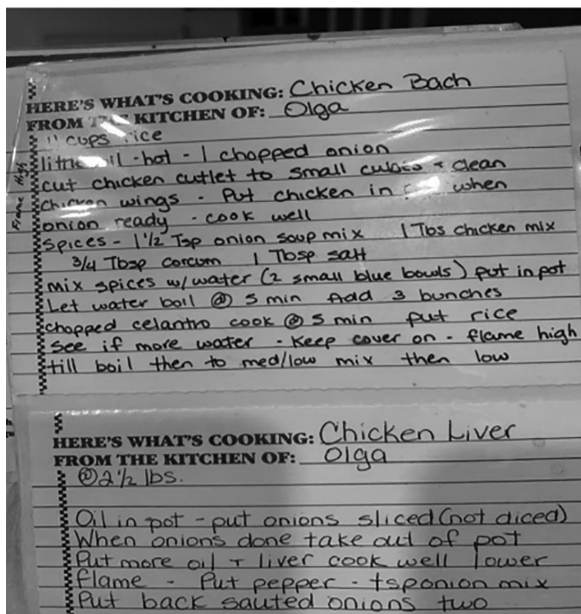 HERE'S WHAT'S COOKING: Chicken Bach
FROM THE KITCHEN OF: Olga
cups rice
oil - hot - 1 chopped onion
cut chicken cutlet to small + clean
chicken wings - Put chicken in when
onion ready - cook well
Flame High
spices - 1 1/2 Tsp onion soup mix 1 Tbs chicken mix
3/4 Tbsp corcum 1 Tbsp salt
mix spices w/water (2 small blue bowls) put in pot
Let water boil @ 5 min Add 3 bunches
chopped celantro cook @ 5 min put rice
see if more water - Keep cover on - flame high
till boil then to med/low mix then low
HERE'S WHAT'S COOKING: Chicken Liver
FROM THE KITCHEN OF: Olga
@ 2 1/2 lbs.
Oil in pot - put onions sliced (not diced)
When onions done take out of pot
Put more oil + liver cook well lower
flame - Put pepper - tsp onion mix
Put back sauted onions two